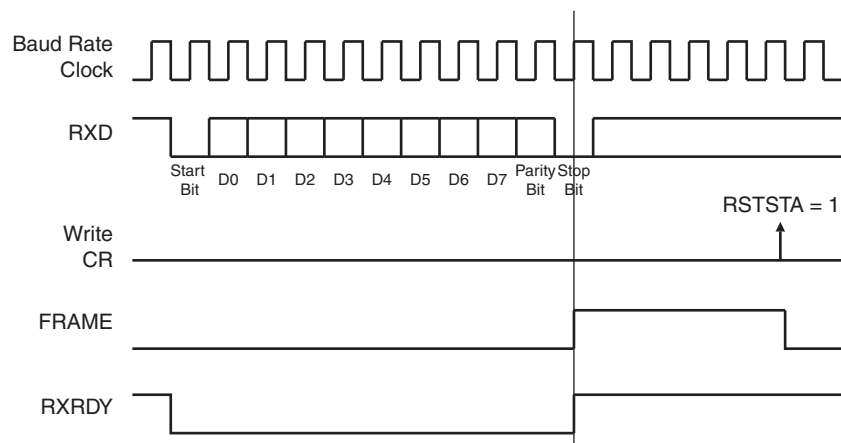 Baud Rate
Clock
RXD
Start
Bit
D0 D1 D2 D3 D4 D5 D6 D7
Parity
Bit
Stop
Bit
RSTSTA = 1
Write
CR
FRAME
RXRDY